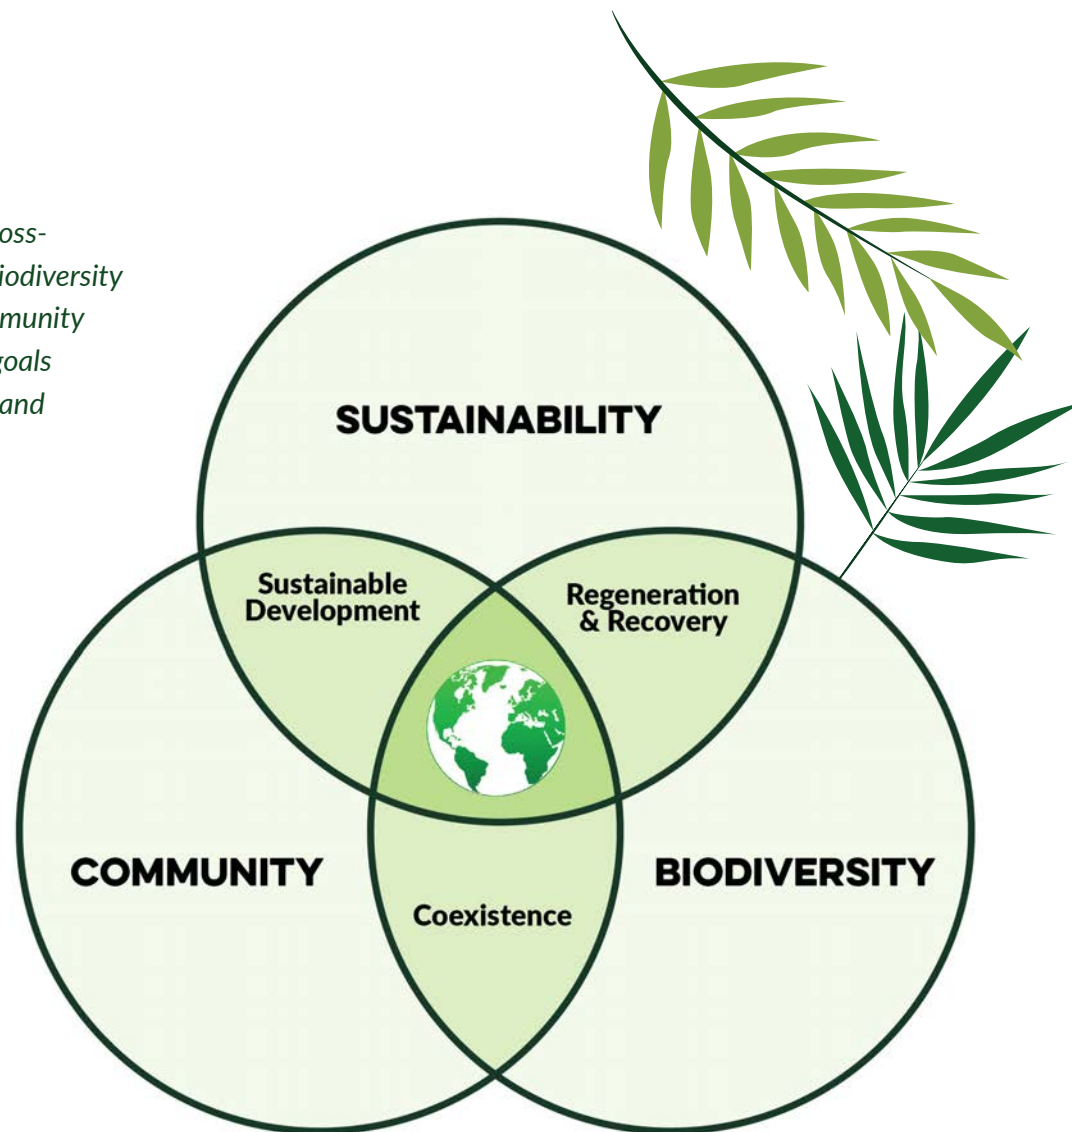 oss-
iodiversity
munity
goals
and
SUSTAINABILITY
Sustainable
Development
Regeneration
& Recovery
COMMUNITY
BIODIVERSITY
Coexistence